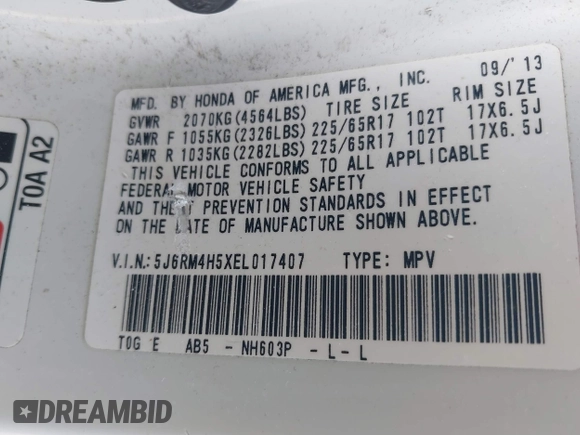 MFD. BY HONDA OF AMERICA MFG., INC. 09/'13
GVWR 2070KG(4564LBS) TIRE SIZE RIM SIZE
GAWR F 1055KG(2326LBS) 225/65R17 102T 17X6.5J
GAWR R 1035KG(2282LBS) 225/65R17 102T 17X6.5J
THIS VEHICLE CONFORMS TO ALL APPLICABLE
FEDERAL MOTOR VEHICLE SAFETY
AND THEFT PREVENTION STANDARDS IN EFFECT
ON THE DATE OF MANUFACTURE SHOWN ABOVE.
V.I.N.: 5J6RM4H5XEL017407 TYPE: MPV
T0G E AB5 - NH603P - L - L
T0A A2
DREAMBID